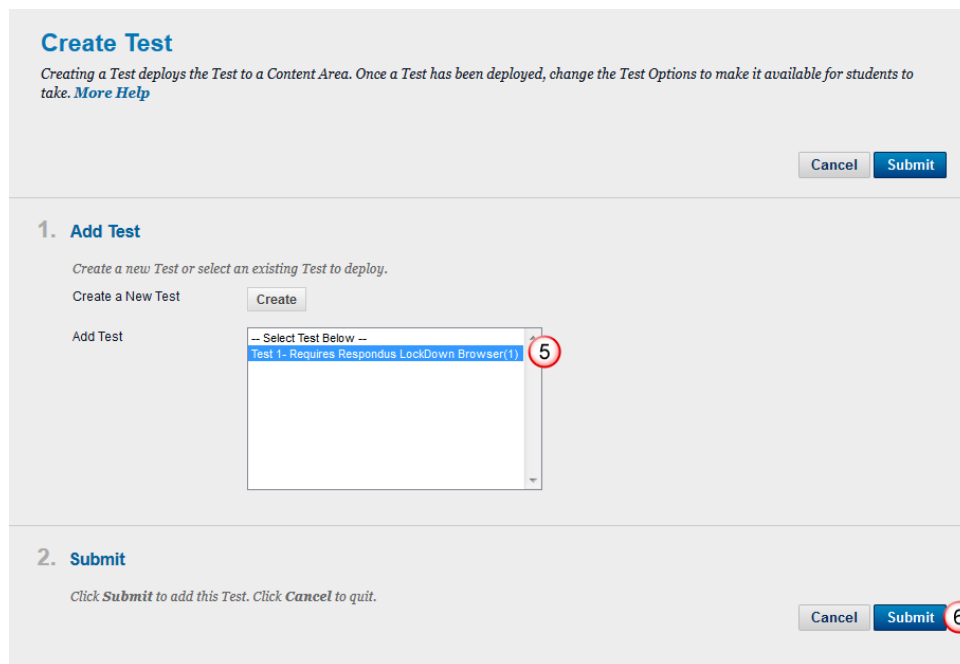 Create Test
Creating a Test deploys the Test to a Content Area. Once a Test has been deployed, change the Test Options to make it available for students to
take. More Help
Cancel Submit
1. Add Test
Create a new Test or select an existing Test to deploy.
Create a New Test Create
Add Test
-- Select Test Below --
Test 1- Requires Respondus LockDown Browser(1) 5
2. Submit
Click Submit to add this Test. Click Cancel to quit.
Cancel Submit 6